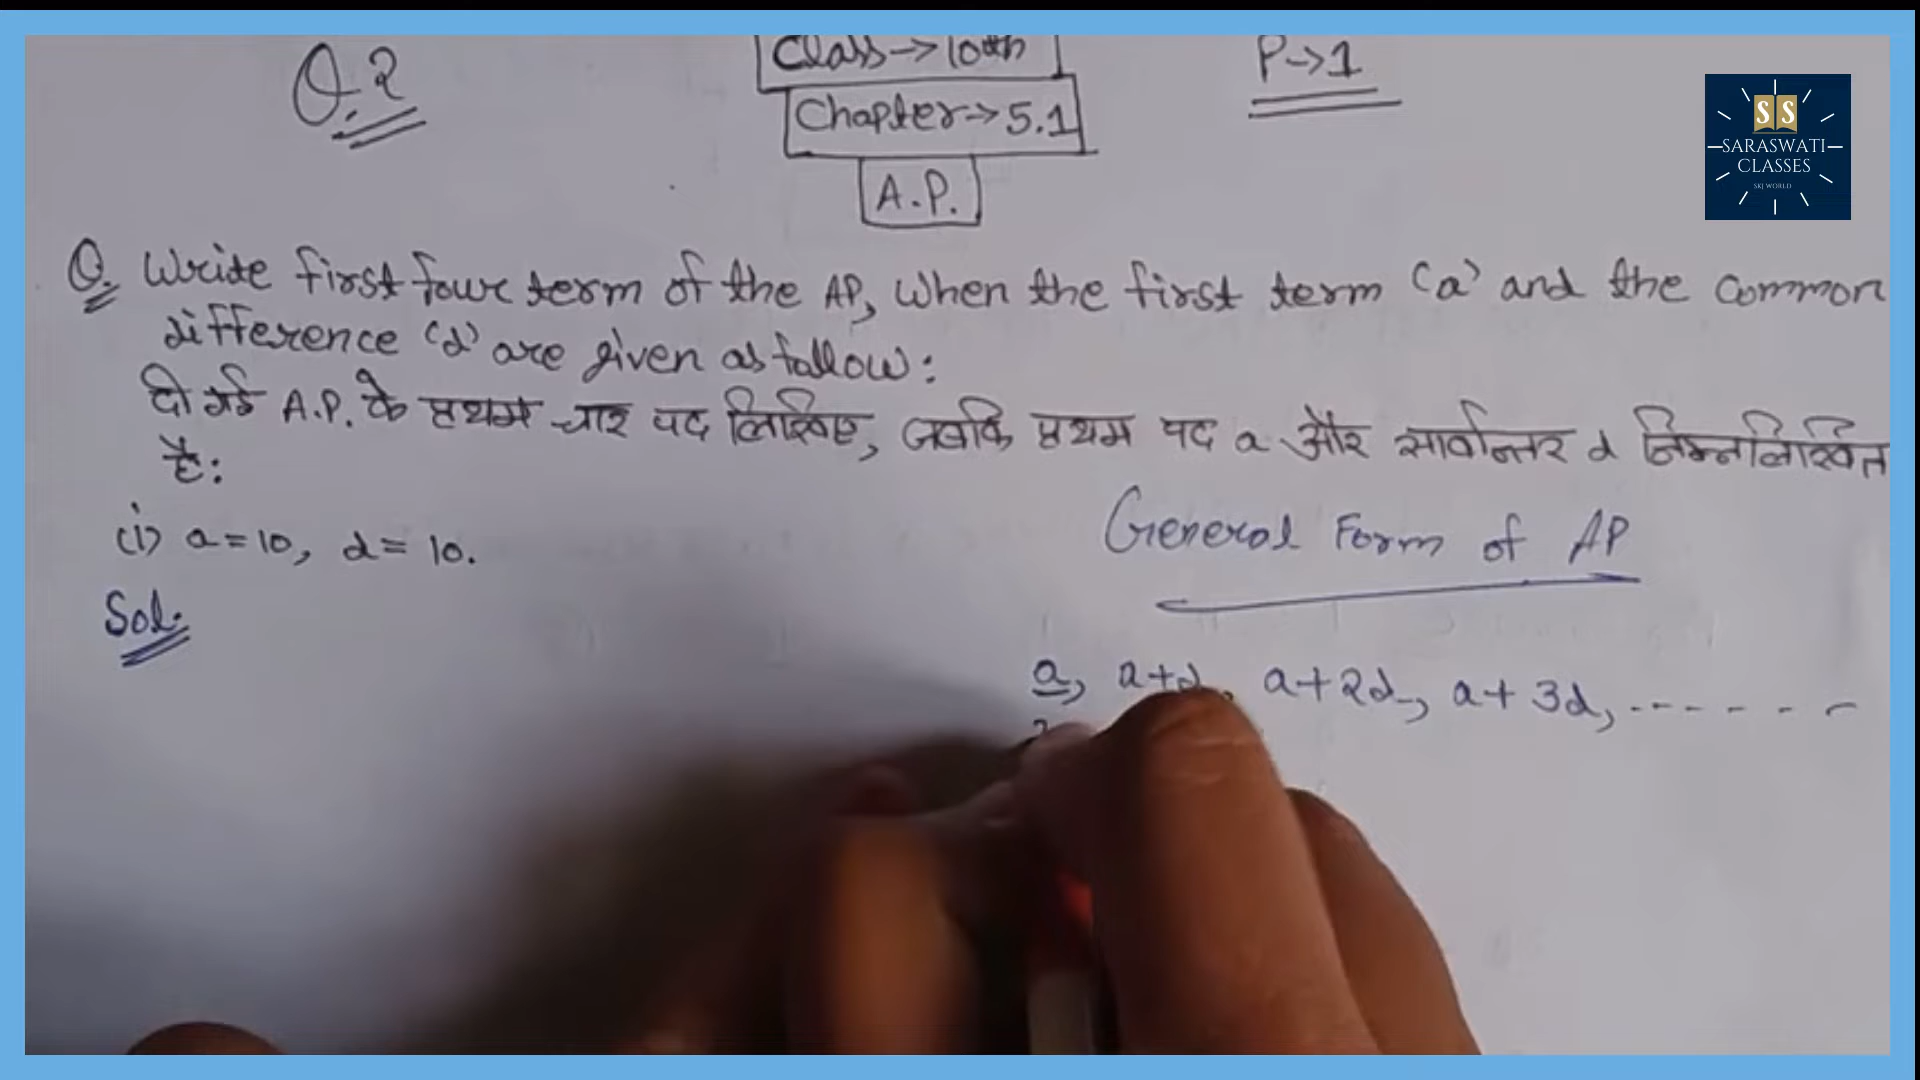 Q.2
Class→10th
P→1
Chapter→5.1
A.P.
SS
SARASWATI
CLASSES
SKJ WORLD
Q. Write first four term of the AP, when the first term 'a' and the common
difference 'd' are given as follow:
दी गई A.P. के प्रथम चार पद लिखिए, जबकि प्रथम पद a और सार्वान्तर d निम्नलिखित
है:
(i) a=10, d=10.
General Form of AP
Sol.
a, a+d, a+2d, a+3d, .......